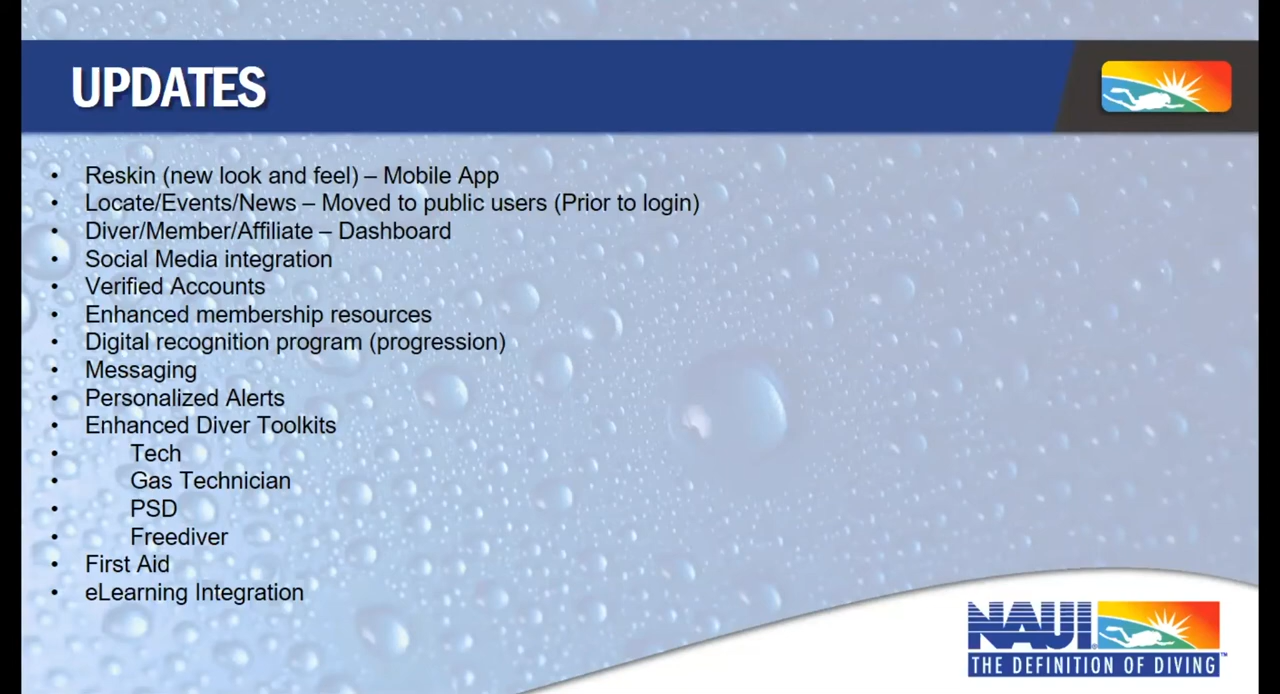 UPDATES
• Reskin (new look and feel) – Mobile App
• Locate/Events/News – Moved to public users (Prior to login)
• Diver/Member/Affiliate – Dashboard
• Social Media integration
• Verified Accounts
• Enhanced membership resources
• Digital recognition program (progression)
• Messaging
• Personalized Alerts
• Enhanced Diver Toolkits
• Tech
• Gas Technician
• PSD
• Freediver
• First Aid
• eLearning Integration
NAUI
THE DEFINITION OF DIVING™